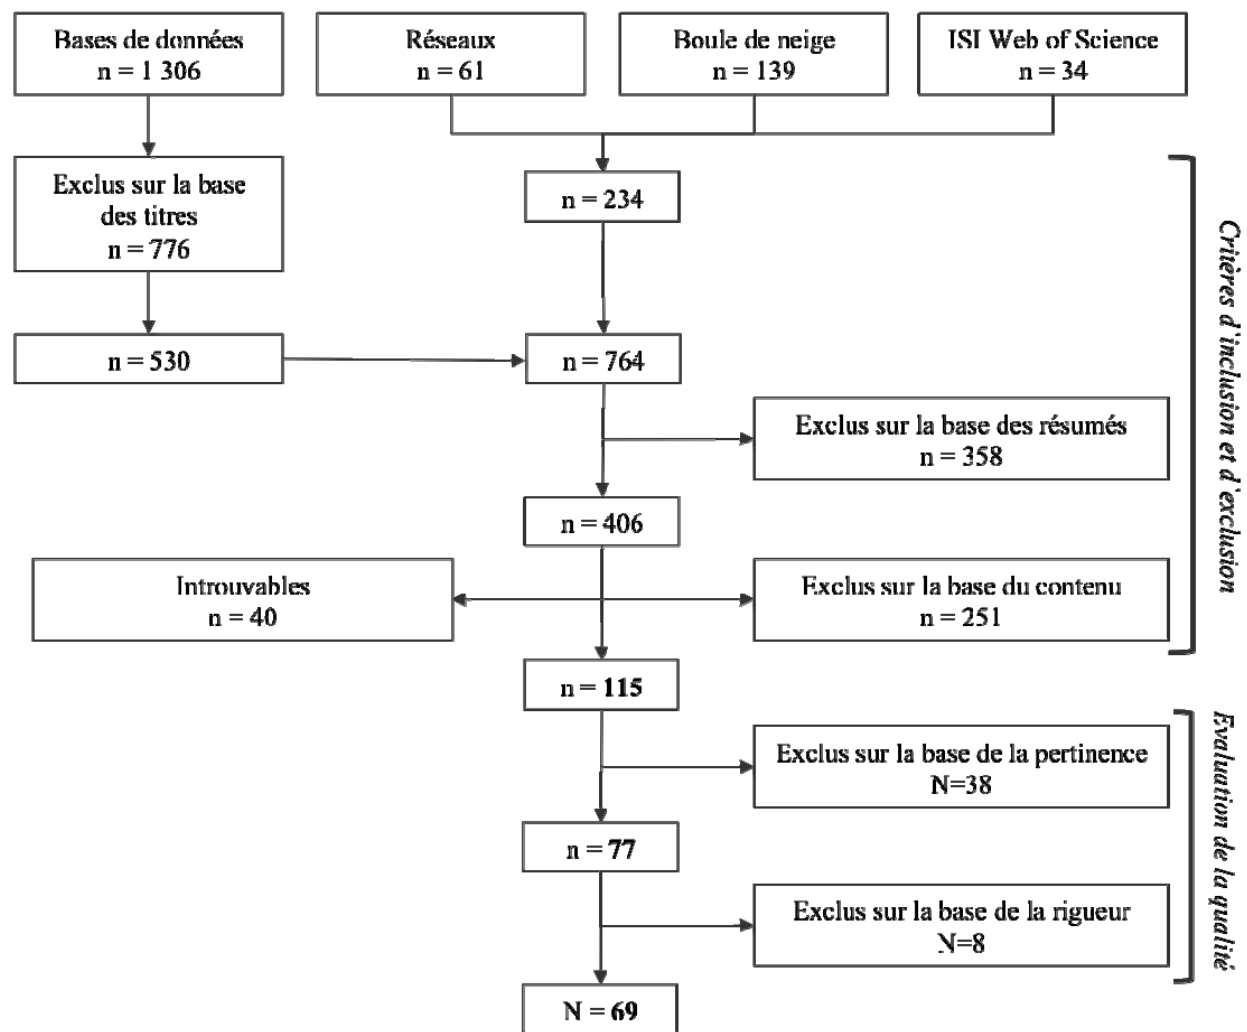 Bases de données
n = 1 306
Réseaux
n = 61
Boule de neige
n = 139
ISI Web of Science
n = 34
Exclus sur la base
des titres
n = 776
n = 234
n = 530
n = 764
Exclus sur la base des résumés
n = 358
n = 406
Introuvables
n = 40
Exclus sur la base du contenu
n = 251
n = 115
Critères d'inclusion et d'exclusion
Exclus sur la base de la pertinence
N=38
n = 77
Exclus sur la base de la rigueur
N=8
N = 69
Evaluation de la qualité